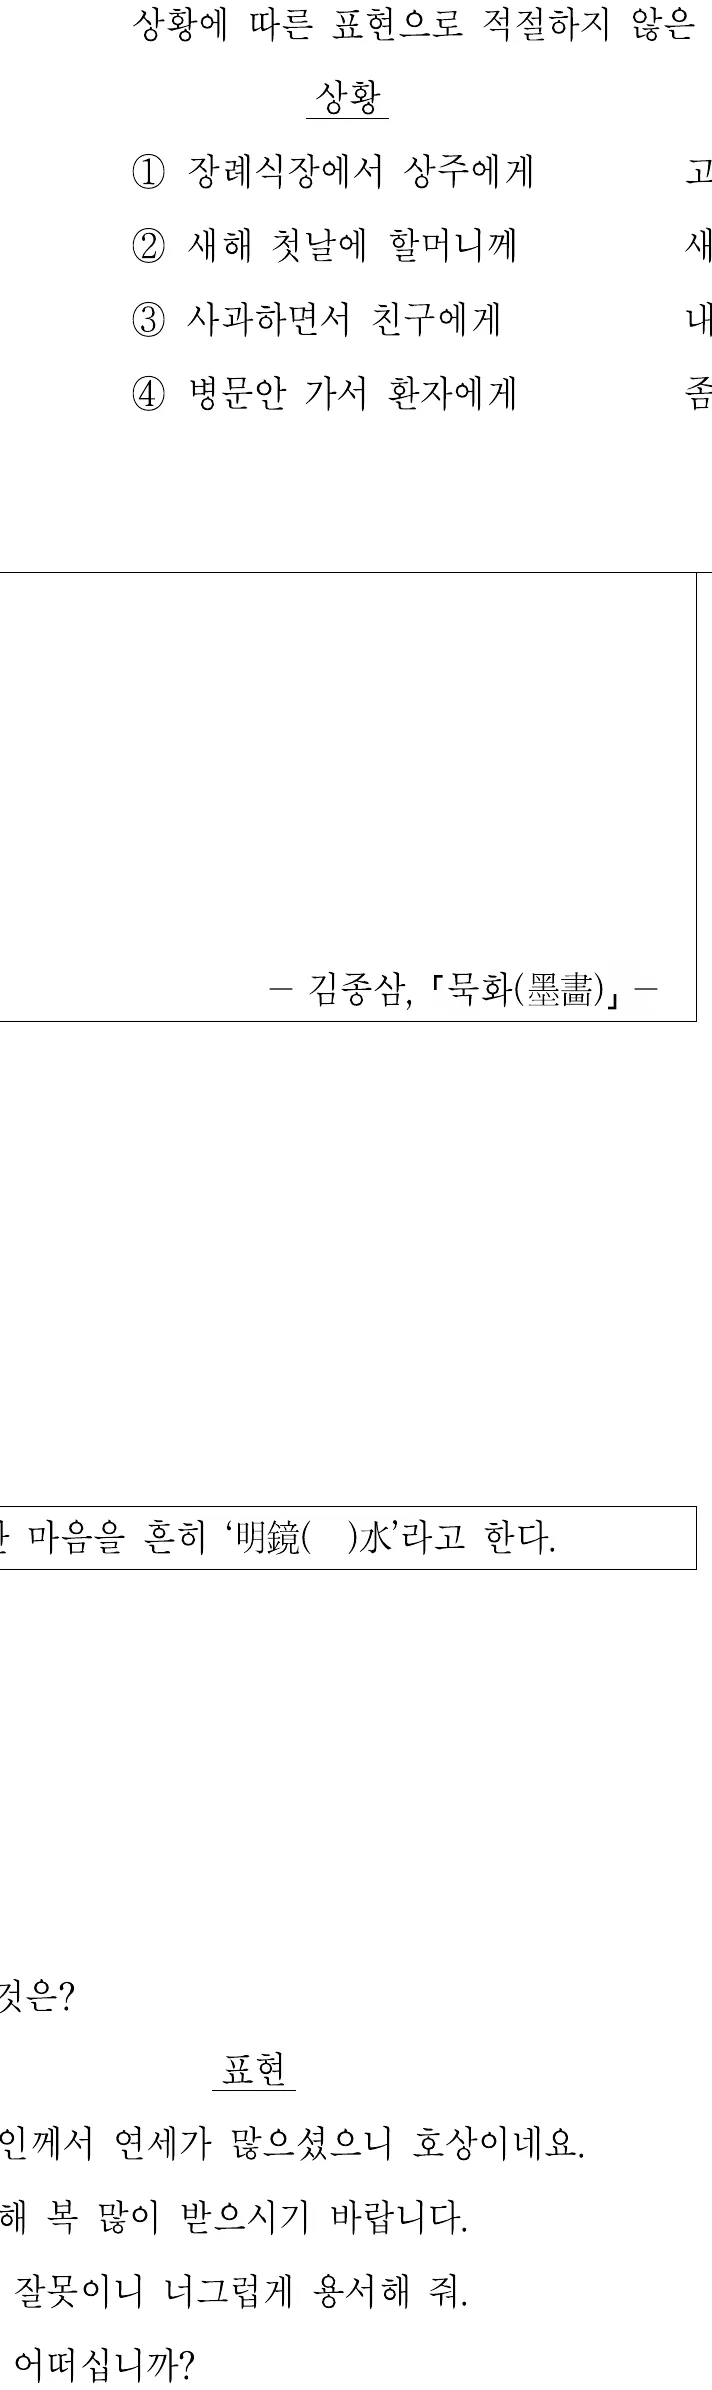 상황에 따른 표현으로 적절하지 않은
상황
① 장례식장에서 상주에게 고
② 새해 첫날에 할머니께 새
③ 사과하면서 친구에게 내
④ 병문안 가서 환자에게 좀
- 김종삼, 「묵화(墨畵)」 -
마음을 흔히 ‘明鏡( )水’라고 한다.
것은?
표현
인께서 연세가 많으셨으니 호상이네요.
해 복 많이 받으시기 바랍니다.
잘못이니 너그럽게 용서해 줘.
어떠십니까?